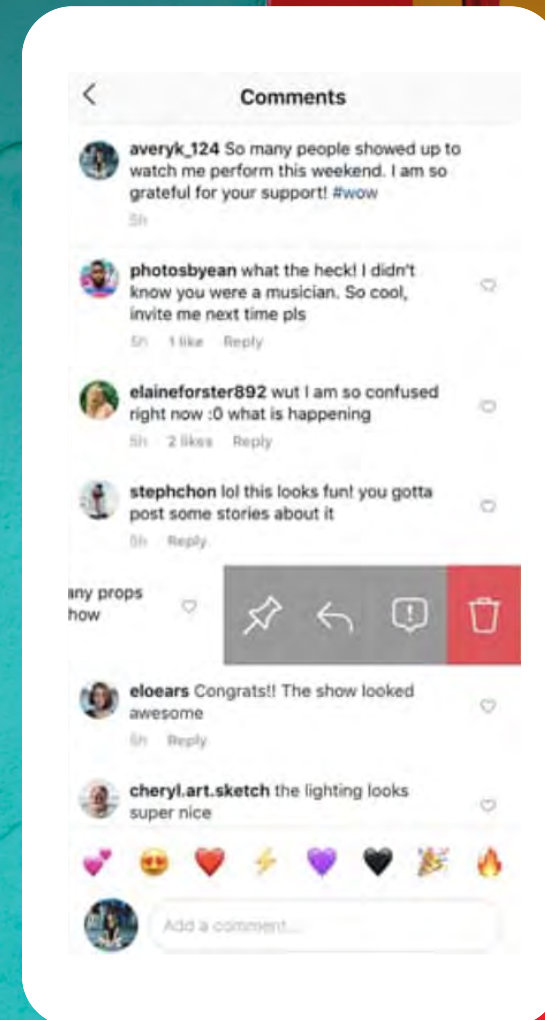 Comments
averyk_124 So many people showed up to
watch me perform this weekend. I am so
grateful for your support! #wow
5h
photosbyean what the heck! I didn't
know you were a musician. So cool,
invite me next time pls
5h 1 like Reply
elaineforster892 wut I am so confused
right now :0 what is happening
5h 2 likes Reply
stephchon lol this looks fun! you gotta
post some stories about it
5h Reply
any props
how
eloears Congrats!! The show looked
awesome
5h Reply
cheryl.art.sketch the lighting looks
super nice
Add a comment...